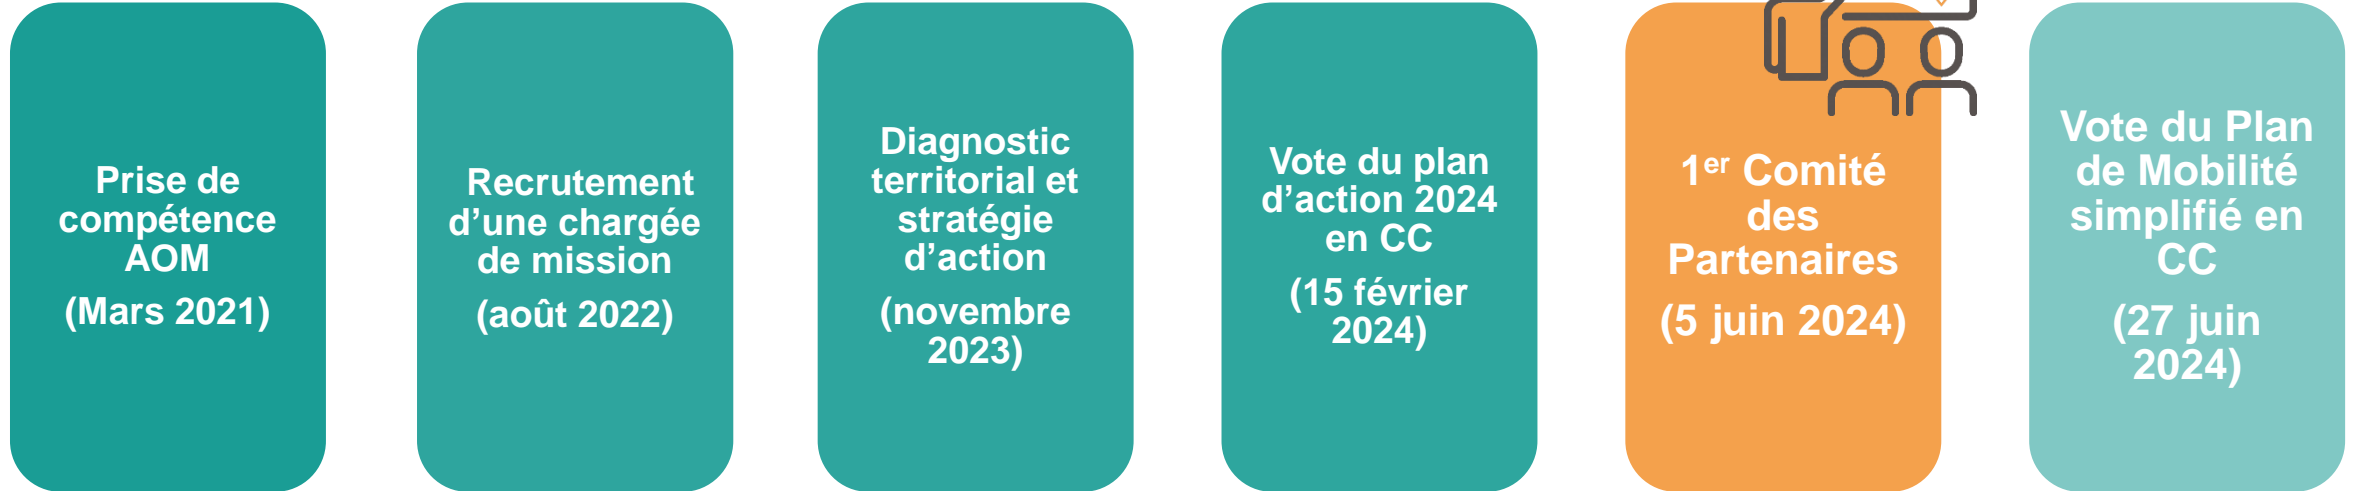 Prise de
compétence
AOM
(Mars 2021)
Recrutement
d’une chargée
de mission
(août 2022)
Diagnostic
territorial et
stratégie
d’action
(novembre
2023)
Vote du plan
d’action 2024
en CC
(15 février
2024)
1er Comité
des
Partenaires
(5 juin 2024)
Vote du Plan
de Mobilité
simplifié en
CC
(27 juin
2024)